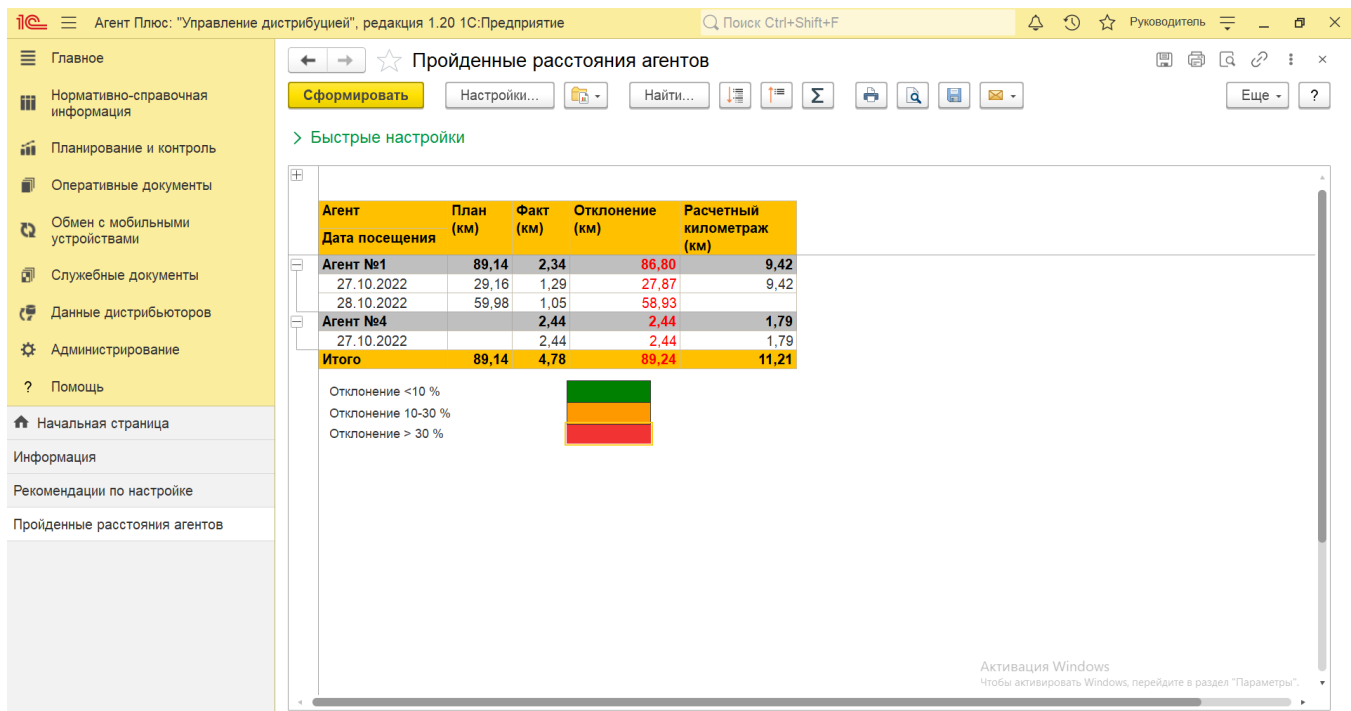 1С Агент Плюс: "Управление дистрибуцией", редакция 1.20 1С:Предприятие Поиск Ctrl+Shift+F Руководитель
Главное
Нормативно-справочная
информация
Планирование и контроль
Оперативные документы
Обмен с мобильными
устройствами
Служебные документы
Данные дистрибьюторов
Администрирование
? Помощь
Начальная страница
Информация
Рекомендации по настройке
Пройденные расстояния агентов
Пройденные расстояния агентов
Сформировать Настройки... Найти... Σ Еще ?
Быстрые настройки
Агент План Факт Отклонение Расчетный
(км) (км) (км) километраж
Дата посещения (км)
Агент №1 89,14 2,34 86,80 9,42
27.10.2022 29,16 1,29 27,87 9,42
28.10.2022 59,98 1,05 58,93
Агент №4 2,44 2,44 1,79
27.10.2022 2,44 2,44 1,79
Итого 89,14 4,78 89,24 11,21
Отклонение <10 %
Отклонение 10-30 %
Отклонение > 30 %
Активация Windows
Чтобы активировать Windows, перейдите в раздел "Параметры".